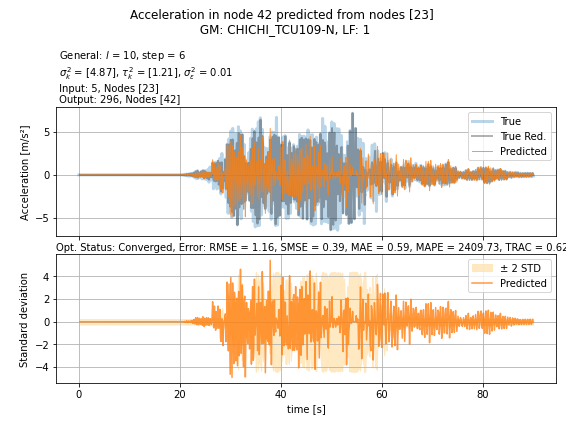 Acceleration in node 42 predicted from nodes [23]
GM: CHICHI_TCU109-N, LF: 1
General: l = 10, step = 6
σ²ₖ = [4.87], τ²ₖ = [1.21], σ²ε = 0.01
Input: 5, Nodes [23]
Output: 296, Nodes [42]
Acceleration [m/s²]
5
0
−5
True
True Red.
Predicted
Opt. Status: Converged, Error: RMSE = 1.16, SMSE = 0.39, MAE = 0.59, MAPE = 2409.73, TRAC = 0.62
Standard deviation
4
2
0
−2
−4
± 2 STD
Predicted
0 20 40 60 80
time [s]